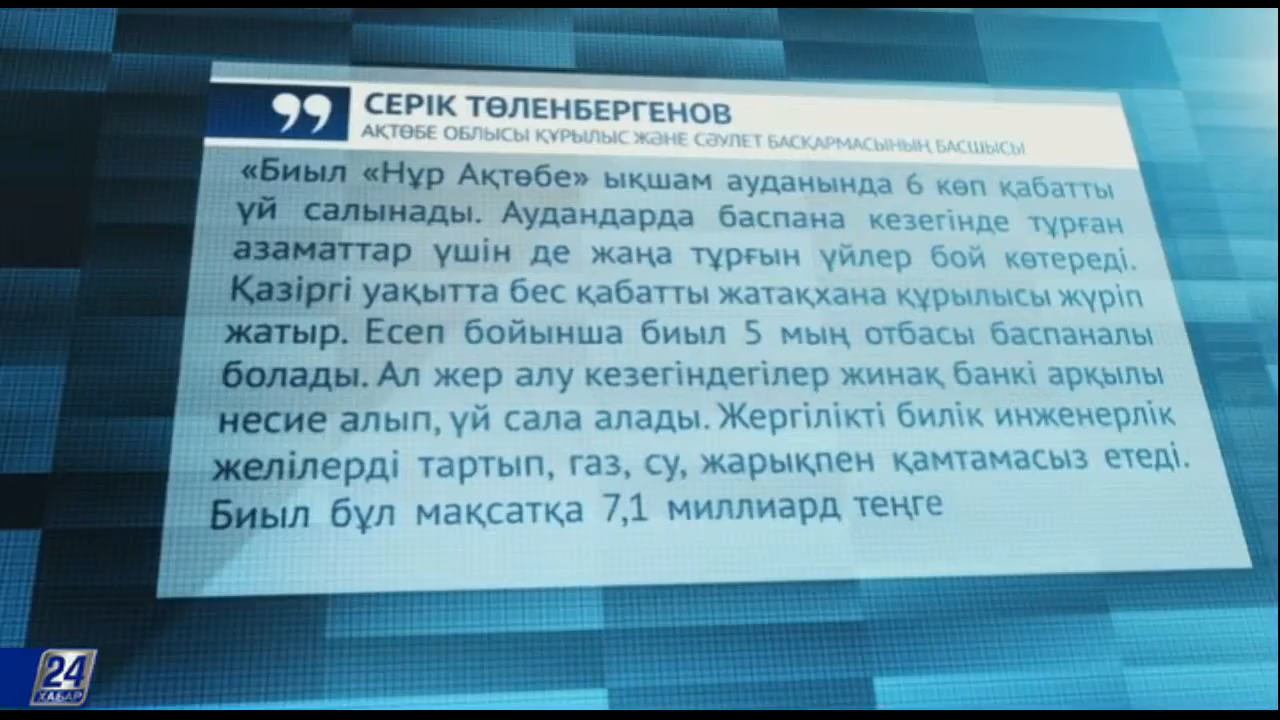 СЕРІК ТӨЛЕНБЕРГЕНОВ
АҚТӨБЕ ОБЛЫСЫ ҚҰРЫЛЫС ЖӘНЕ СӘУЛЕТ БАСҚАРМАСЫНЫҢ БАСШЫСЫ
«Биыл «Нұр Ақтөбе» ықшам ауданында 6 көп қабатты
үй салынады. Аудандарда баспана кезегінде тұрған
азаматтар үшін де жаңа тұрғын үйлер бой көтереді.
Қазіргі уақытта бес қабатты жатақхана құрылысы жүріп
жатыр. Есеп бойынша биыл 5 мың отбасы баспаналы
болады. Ал жер алу кезегіндегілер жинақ банкі арқылы
несие алып, үй сала алады. Жергілікті билік инженерлік
желілерді тартып, газ, су, жарықпен қамтамасыз етеді.
Биыл бұл мақсатқа 7,1 миллиард теңге
24
ХАБАР